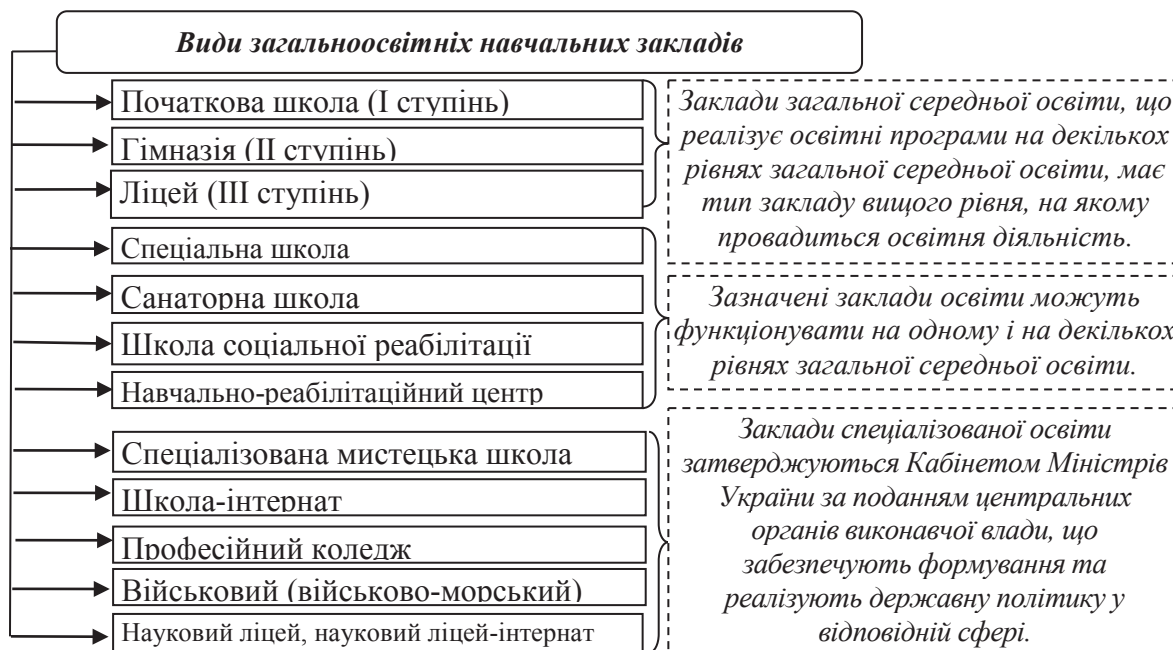 Види загальноосвітніх навчальних закладів
Початкова школа (І ступінь)
Гімназія (ІІ ступінь)
Ліцей (ІІІ ступінь)
Заклади загальної середньої освіти, що
реалізує освітні програми на декількох
рівнях загальної середньої освіти, має
тип закладу вищого рівня, на якому
провадиться освітня діяльність.
Спеціальна школа
Санаторна школа
Школа соціальної реабілітації
Навчально-реабілітаційний центр
Зазначені заклади освіти можуть
функціонувати на одному і на декількох
рівнях загальної середньої освіти.
Спеціалізована мистецька школа
Школа-інтернат
Професійний коледж
Військовий (військово-морський)
Науковий ліцей, науковий ліцей-інтернат
Заклади спеціалізованої освіти
затверджуються Кабінетом Міністрів
України за поданням центральних
органів виконавчої влади, що
забезпечують формування та
реалізують державну політику у
відповідній сфері.